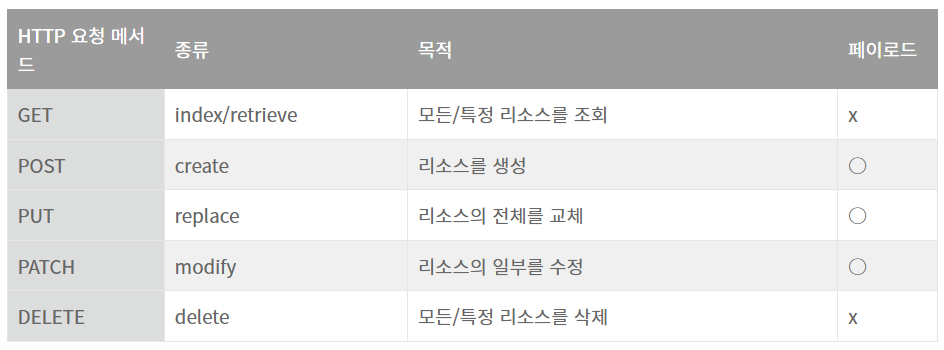 HTTP 요청 메서
드
종류
목적
페이로드
GET
index/retrieve
모든/특정 리소스를 조회
x
POST
create
리소스를 생성
○
PUT
replace
리소스의 전체를 교체
○
PATCH
modify
리소스의 일부를 수정
○
DELETE
delete
모든/특정 리소스를 삭제
x